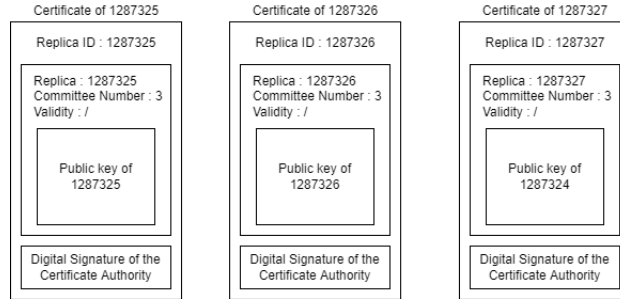 Certificate of 1287325
Replica ID : 1287325
Replica : 1287325
Committee Number : 3
Validity : /
Public key of
1287325
Digital Signature of the
Certificate Authority
Certificate of 1287326
Replica ID : 1287326
Replica : 1287326
Committee Number : 3
Validity : /
Public key of
1287326
Digital Signature of the
Certificate Authority
Certificate of 1287327
Replica ID : 1287327
Replica : 1287327
Committee Number : 3
Validity : /
Public key of
1287324
Digital Signature of the
Certificate Authority